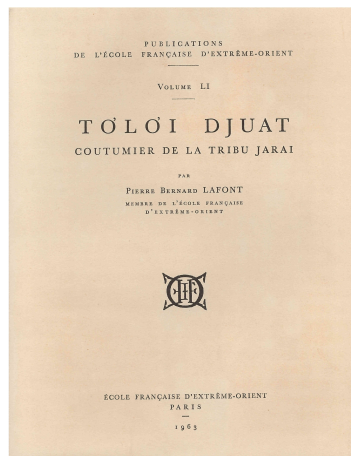 PUBLICATIONS
DE L'ÉCOLE FRANÇAISE D'EXTRÊME-ORIENT
VOLUME LI
TƠLƠI DJUAT
COUTUMIER DE LA TRIBU JARAI
PAR
PIERRE BERNARD LAFONT
MEMBRE DE L'ÉCOLE FRANÇAISE
D'EXTRÊME-ORIENT
ÉCOLE FRANÇAISE D'EXTRÊME-ORIENT
PARIS
1963